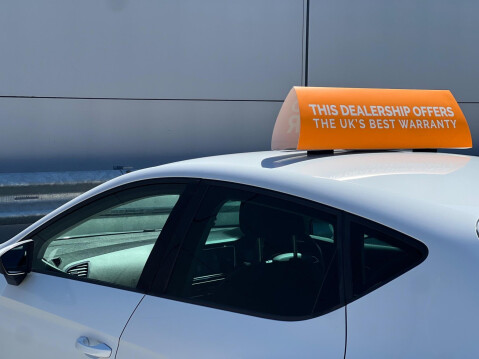 THIS DEALERSHIP OFFERS
THE UK'S BEST WARRANTY